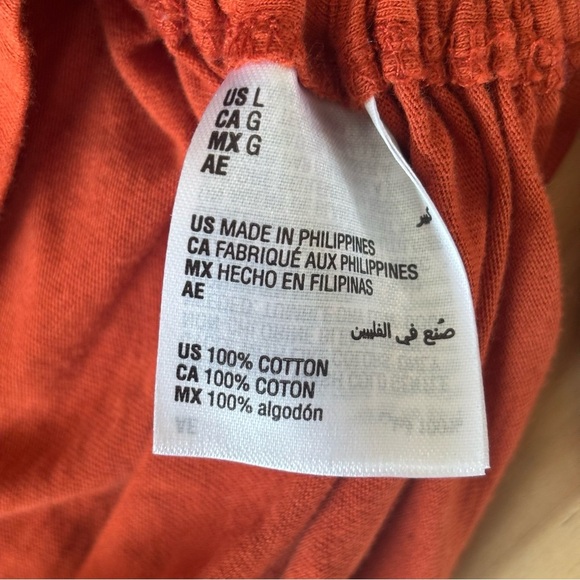 US L
CA G
MX G
AE
US MADE IN PHILIPPINES
CA FABRIQUÉ AUX PHILIPPINES
MX HECHO EN FILIPINAS
AE
صُنع في الفلبين
US 100% COTTON
CA 100% COTON
MX 100% algodón